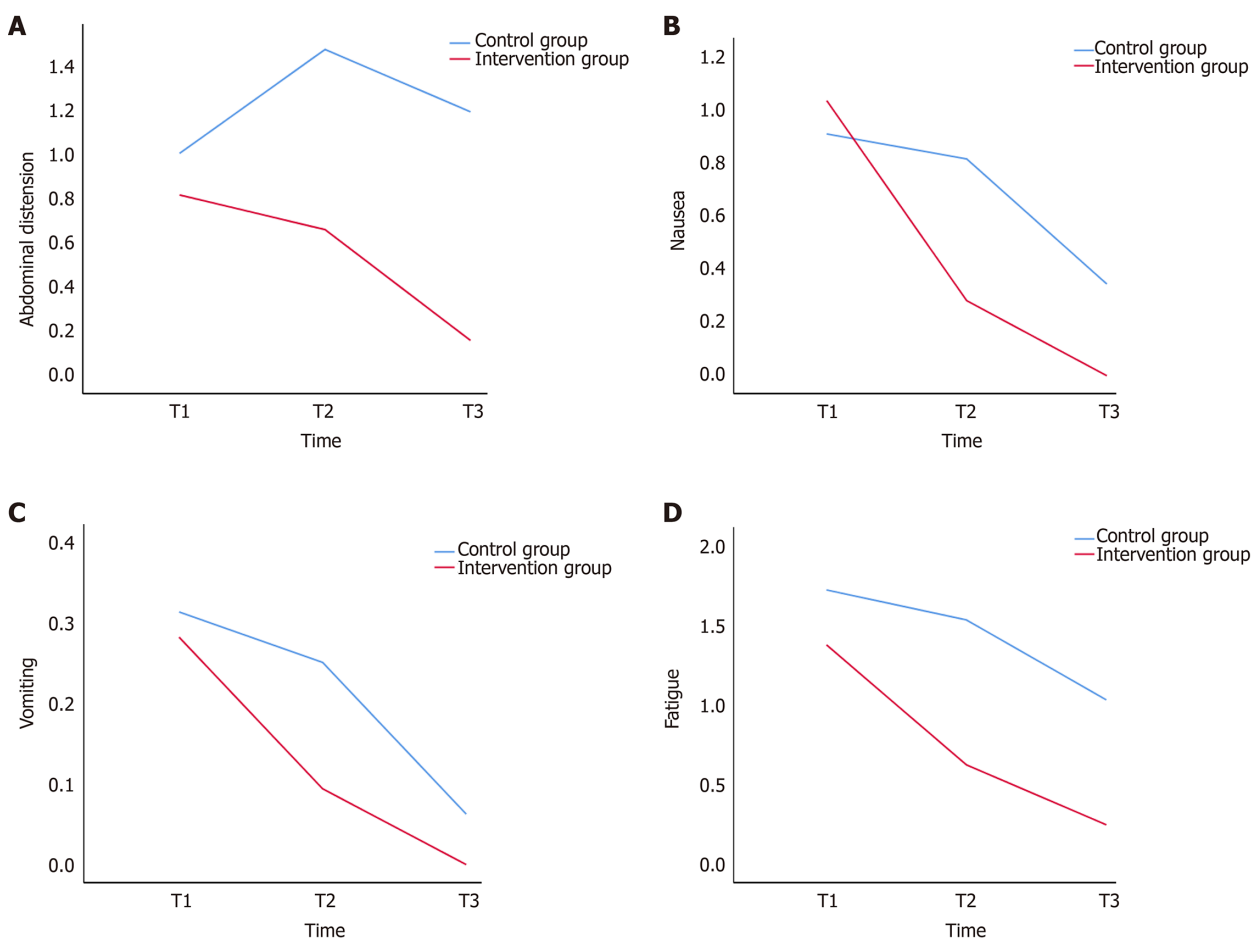 A
Control group
Intervention group
Abdominal distension
1.4
1.2
1.0
0.8
0.6
0.4
0.2
0.0
T1 T2 T3
Time
B
Control group
Intervention group
Nausea
1.2
1.0
0.8
0.6
0.4
0.2
0.0
T1 T2 T3
Time
C
Control group
Intervention group
Vomiting
0.4
0.3
0.2
0.1
0.0
T1 T2 T3
Time
D
Control group
Intervention group
Fatigue
2.0
1.5
1.0
0.5
0.0
T1 T2 T3
Time